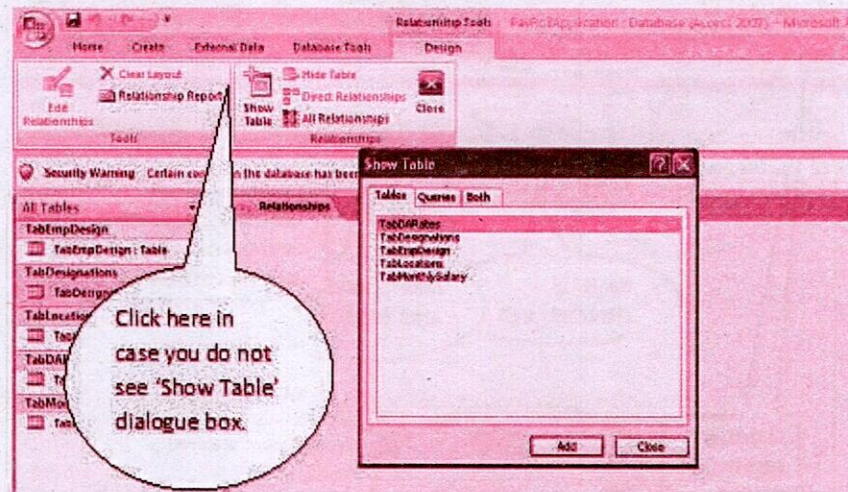 Relationship Tools PayRollApplication : Database (Access 2007) - Microsoft
Home Create External Data Database Tools Design
Edit Relationships
Clear Layout
Relationship Report
Tools
Show Table
Hide Table
Direct Relationships
All Relationships
Close
Relationships
Security Warning Certain in the database has been
All Tables
Relationships
TabEmpDesign
TabEmpDesign : Table
TabDesignations
TabLocation
TabDA
TabMo
Click here in
case you do not
see ‘Show Table’
dialogue box.
Show Table
Tables Queries Both
TabDARates
TabDesignations
TabEmpDesign
TabLocations
TabMonthlySalary
Add Close